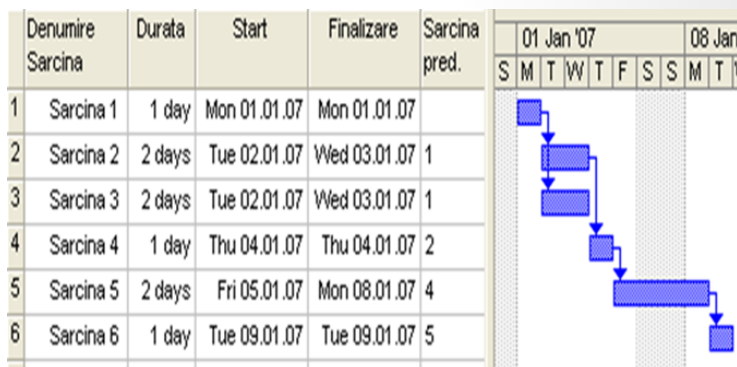 Denumire Sarcina Durata Start Finalizare Sarcina pred.
01 Jan '07 08 Jan
S M T W T F S S M T
1 Sarcina 1 1 day Mon 01.01.07 Mon 01.01.07
2 Sarcina 2 2 days Tue 02.01.07 Wed 03.01.07 1
3 Sarcina 3 2 days Tue 02.01.07 Wed 03.01.07 1
4 Sarcina 4 1 day Thu 04.01.07 Thu 04.01.07 2
5 Sarcina 5 2 days Fri 05.01.07 Mon 08.01.07 4
6 Sarcina 6 1 day Tue 09.01.07 Tue 09.01.07 5